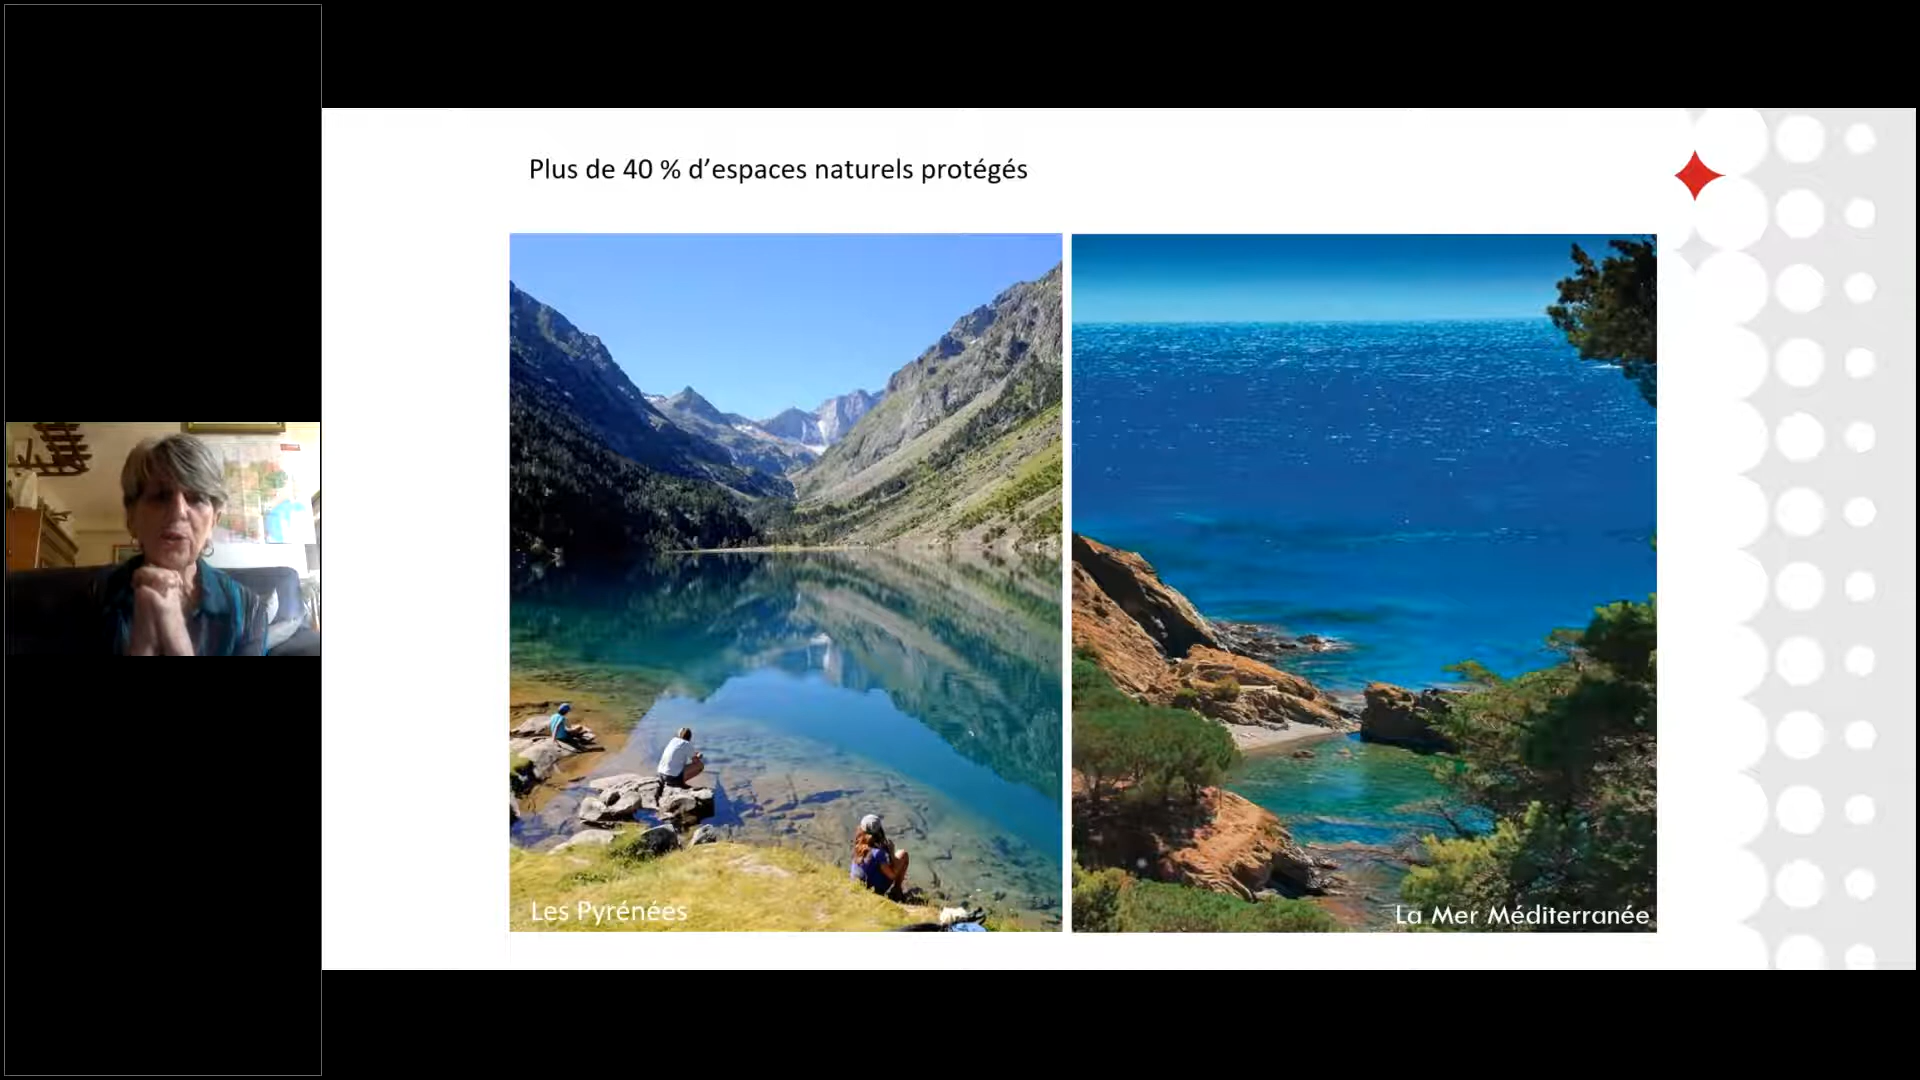 Plus de 40 % d’espaces naturels protégés
Les Pyrénées
La Mer Méditerranée